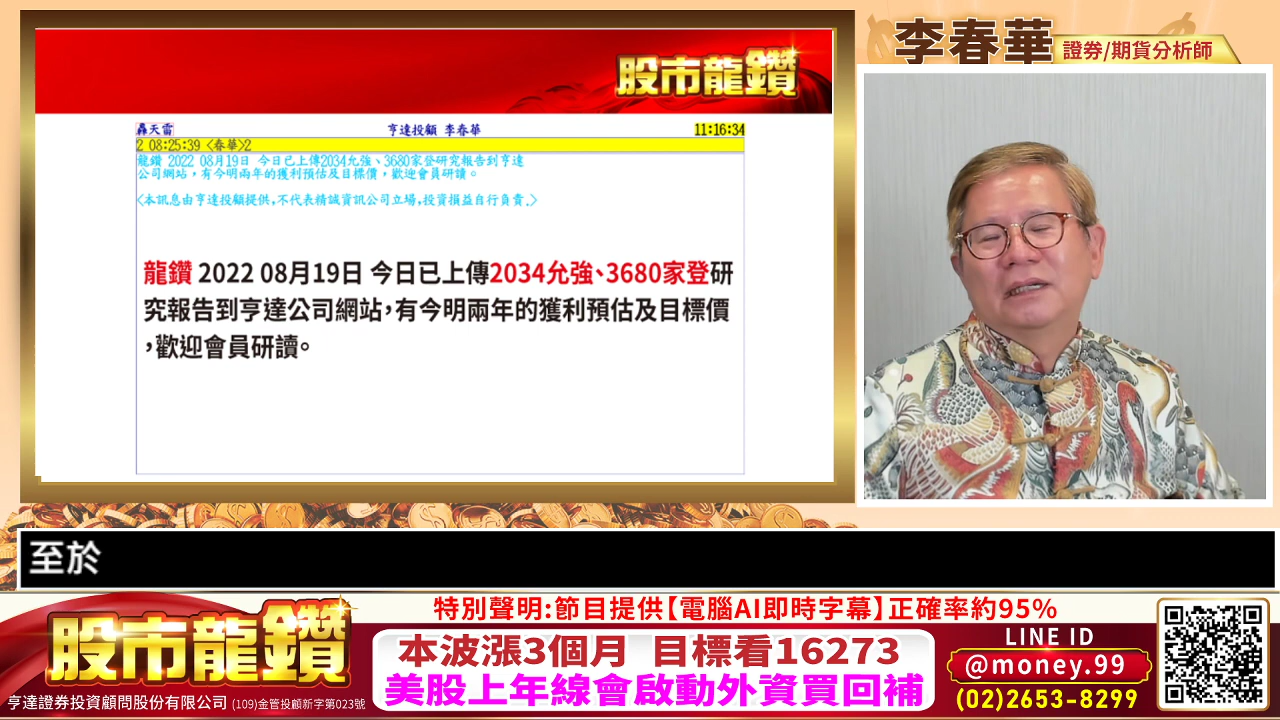 李春華 證券/期貨分析師
股市龍鑽
轟天雷 亨達投顧 李春華 11:16:34
2 08:25:39 <春華>2
龍鑽 2022 08月19日 今日已上傳2034允強、3680家登研究報告到亨達
公司網站，有今明兩年的獲利預估及目標價，歡迎會員研讀。
<本訊息由亨達投顧提供,不代表精誠資訊公司立場,投資損益自行負責.>
龍鑽 2022 08月19日 今日已上傳2034允強、3680家登研
究報告到亨達公司網站，有今明兩年的獲利預估及目標價
，歡迎會員研讀。
至於
特別聲明:節目提供【電腦AI即時字幕】正確率約95%
股市龍鑽
亨達證券投資顧問股份有限公司 (109)金管投顧新字第023號
本波漲3個月 目標看16273
美股上年線會啟動外資買回補
LINE ID
@money.99
(02)2653-8299